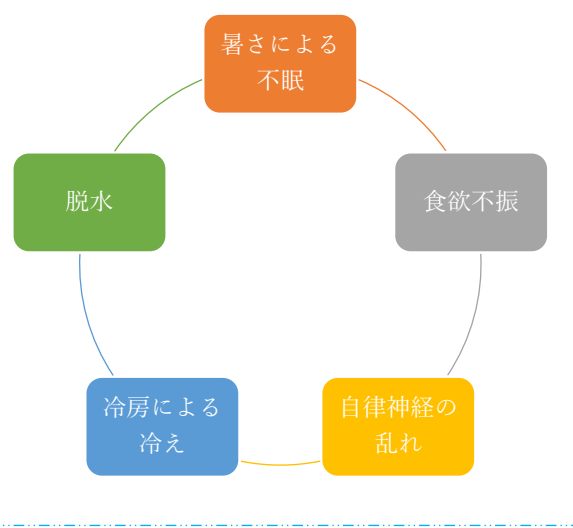 暑さによる
不眠
食欲不振
自律神経の
乱れ
冷房による
冷え
脱水